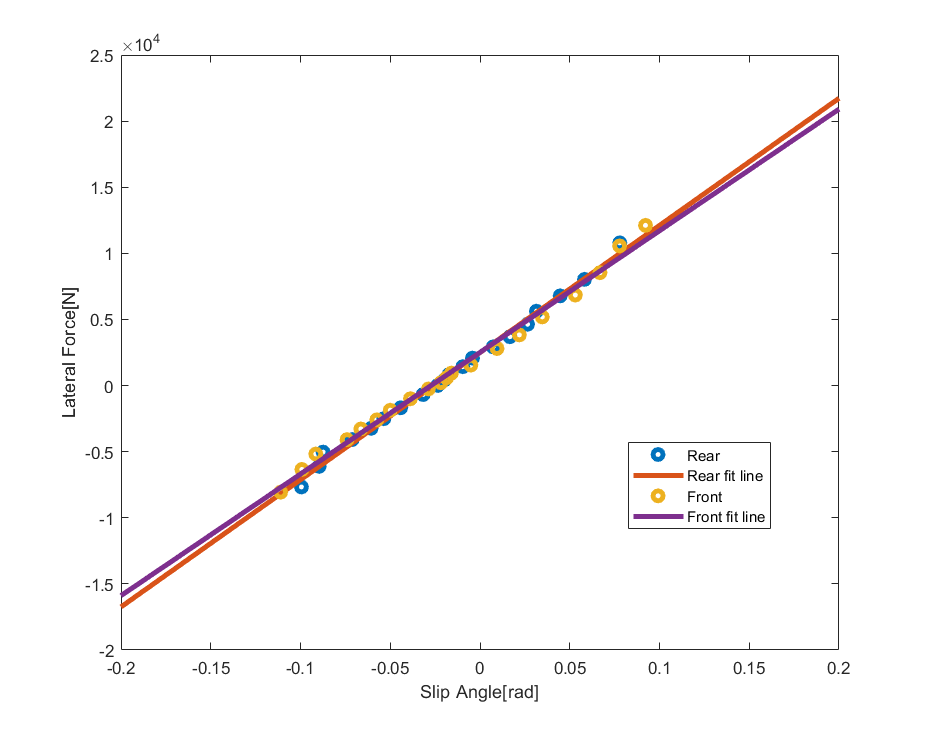 ×10⁴
2.5
2
1.5
1
0.5
0
-0.5
-1
-1.5
-2
Lateral Force[N]
Rear
Rear fit line
Front
Front fit line
-0.2 -0.15 -0.1 -0.05 0 0.05 0.1 0.15 0.2
Slip Angle[rad]